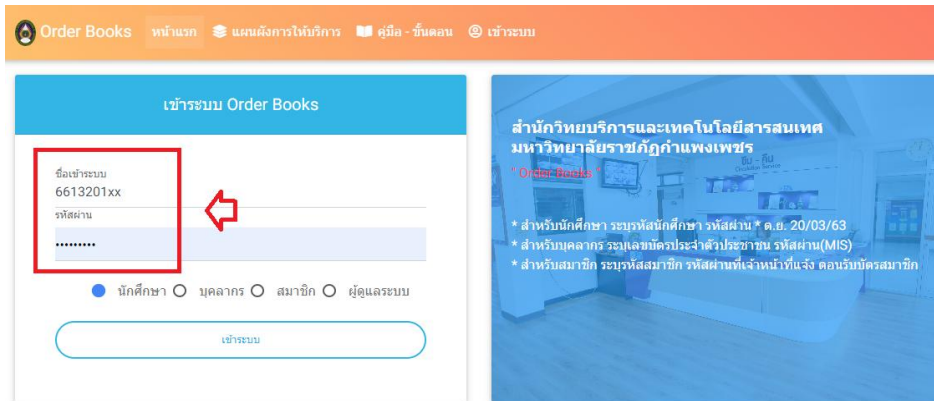 Order Books หน้าแรก แผนผังการให้บริการ คู่มือ - ขั้นตอน เข้าระบบ
เข้าระบบ Order Books
ชื่อเข้าระบบ
6613201xx
รหัสผ่าน
•••••••••
นักศึกษา บุคลากร สมาชิก ผู้ดูแลระบบ
เข้าระบบ
สำนักวิทยบริการและเทคโนโลยีสารสนเทศ
มหาวิทยาลัยราชภัฏกำแพงเพชร
" Order Books "
ยืม - คืน
Circulation Service
* สำหรับนักศึกษา ระบุรหัสนักศึกษา รหัสผ่าน * ต.ย. 20/03/63
* สำหรับบุคลากร ระบุเลขบัตรประจำตัวประชาชน รหัสผ่าน(MIS)
* สำหรับสมาชิก ระบุรหัสสมาชิก รหัสผ่านที่เจ้าหน้าที่แจ้ง ตอนรับบัตรสมาชิก